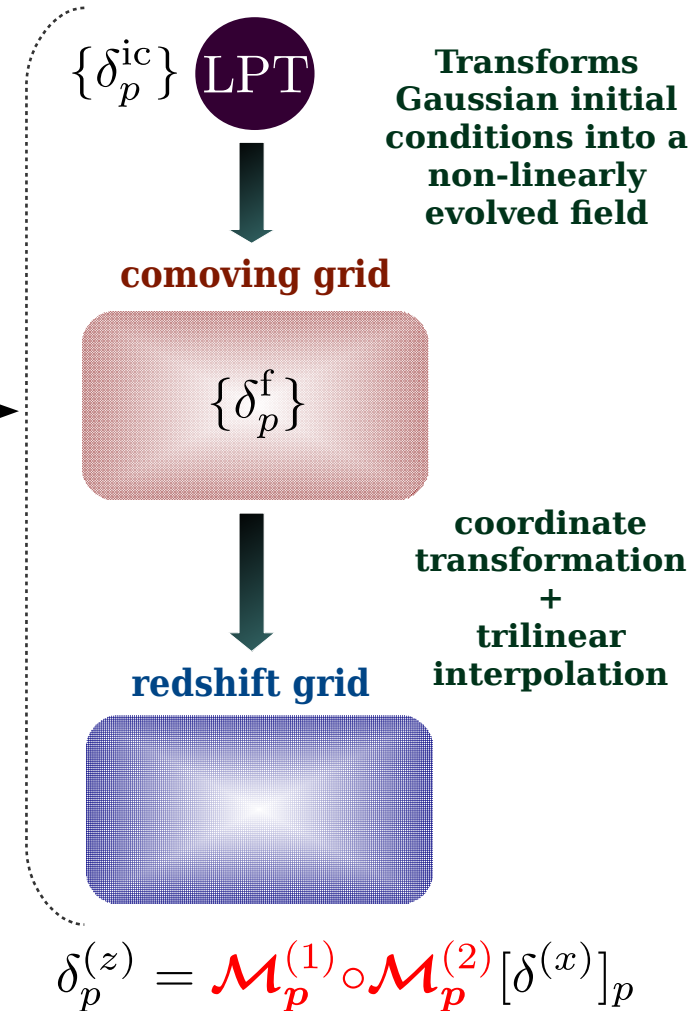 {δ_p^ic} LPT
Transforms
Gaussian initial
conditions into a
non-linearly
evolved field
comoving grid
{δ_p^f}
coordinate
transformation
+
trilinear
interpolation
redshift grid
δ_p^(z) = 𝓜_p^(1)∘𝓜_p^(2)[δ^(x)]_p